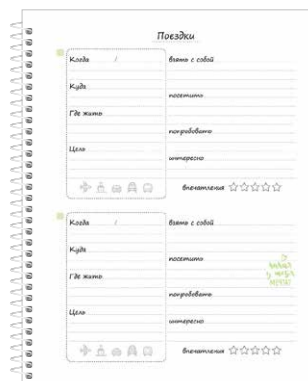 Поездки
Когда / взять с собой
Куда
посетить
Где жить
попробовать
Цель
интересно
впечатления
Когда / взять с собой
Куда
посетить
Где жить
попробовать
Цель
интересно
впечатления